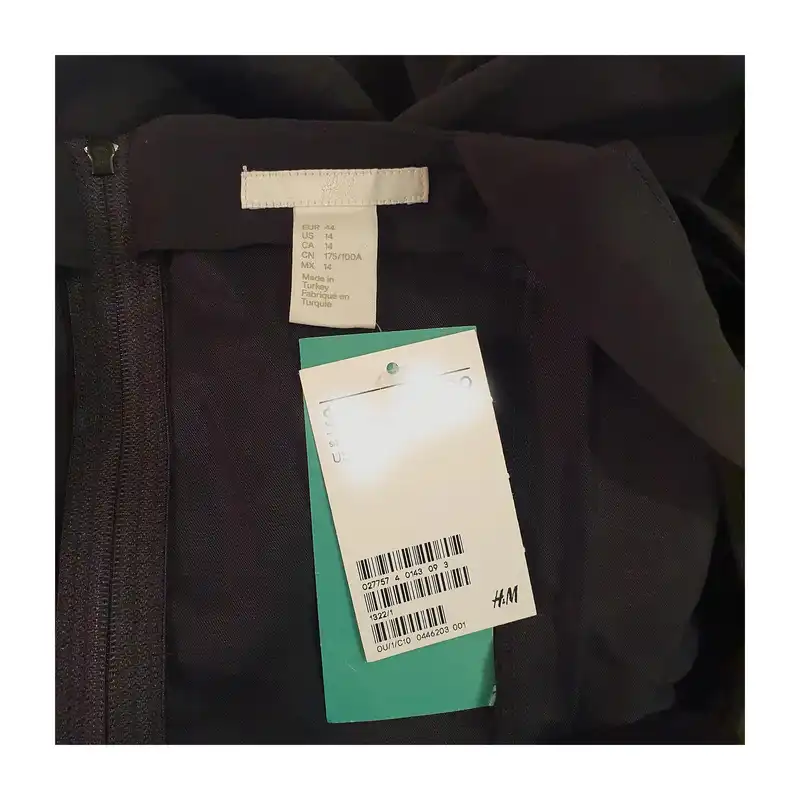 EUR 44
US 14
CA 14
CN 175/100A
MX 14
Made in
Turkey
Fabriqué en
Turquie
027757 4 0143 09 3
1322/1
H&M
OU/1/C10 0446203 001